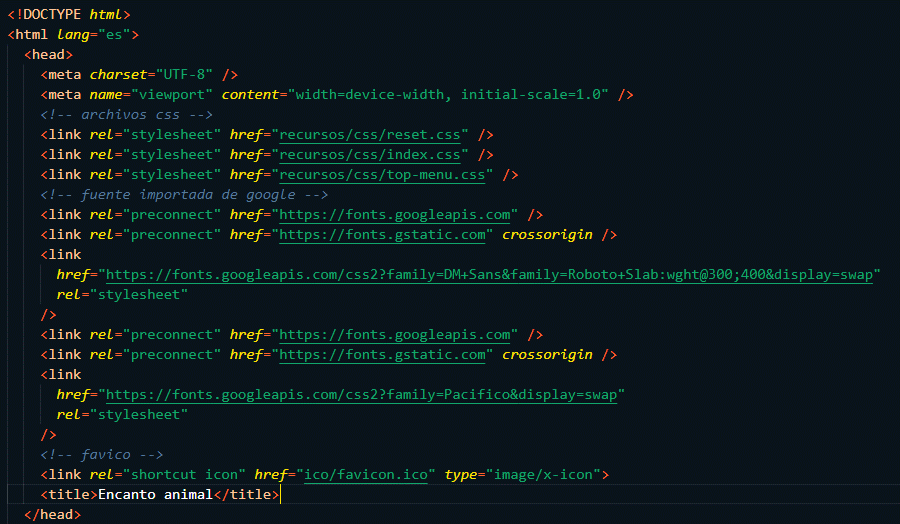 <!DOCTYPE html>
<html lang="es">
<head>
<meta charset="UTF-8" />
<meta name="viewport" content="width=device-width, initial-scale=1.0" />
<!-- archivos css -->
<link rel="stylesheet" href="recursos/css/reset.css" />
<link rel="stylesheet" href="recursos/css/index.css" />
<link rel="stylesheet" href="recursos/css/top-menu.css" />
<!-- fuente importada de google -->
<link rel="preconnect" href="https://fonts.googleapis.com" />
<link rel="preconnect" href="https://fonts.gstatic.com" crossorigin />
<link
href="https://fonts.googleapis.com/css2?family=DM+Sans&family=Roboto+Slab:wght@300;400&display=swap"
rel="stylesheet"
/>
<link rel="preconnect" href="https://fonts.googleapis.com" />
<link rel="preconnect" href="https://fonts.gstatic.com" crossorigin />
<link
href="https://fonts.googleapis.com/css2?family=Pacifico&display=swap"
rel="stylesheet"
/>
<!-- favico -->
<link rel="shortcut icon" href="ico/favicon.ico" type="image/x-icon">
<title>Encanto animal</title>
</head>